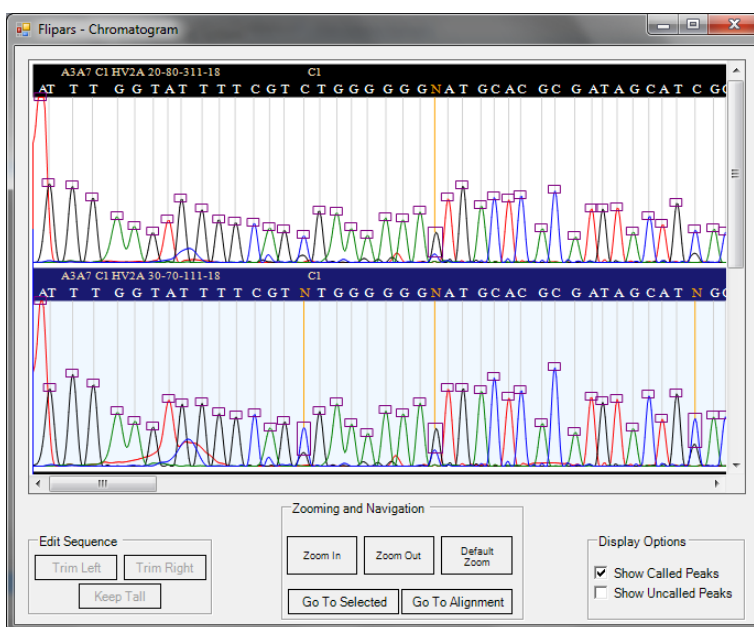 Flipars - Chromatogram
A3A7 C1 HV2A 20-80-311-18 C1
AT T T G G T A T T T T C G T C T G G G G G G N A T G C A C G C G A T A G C A T C G C
A3A7 C1 HV2A 30-70-111-18 C1
AT T T G G T A T T T T C G T N T G G G G G G N A T G C A C G C G A T A G C A T N G C
Edit Sequence
Trim Left Trim Right
Keep Tall
Zooming and Navigation
Zoom In Zoom Out Default Zoom
Go To Selected Go To Alignment
Display Options
Show Called Peaks
Show Uncalled Peaks